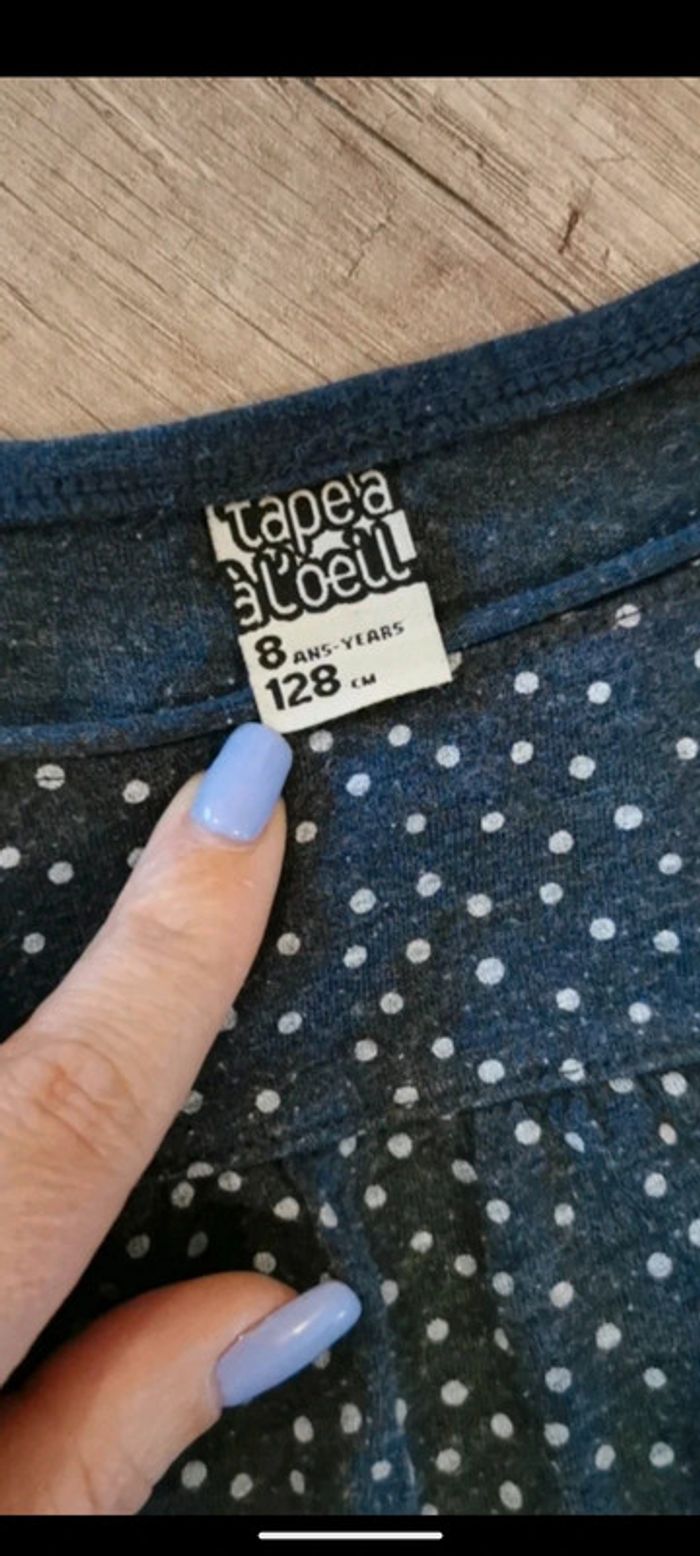 tape à
à l'oeil
8 ANS-YEARS
128 CM